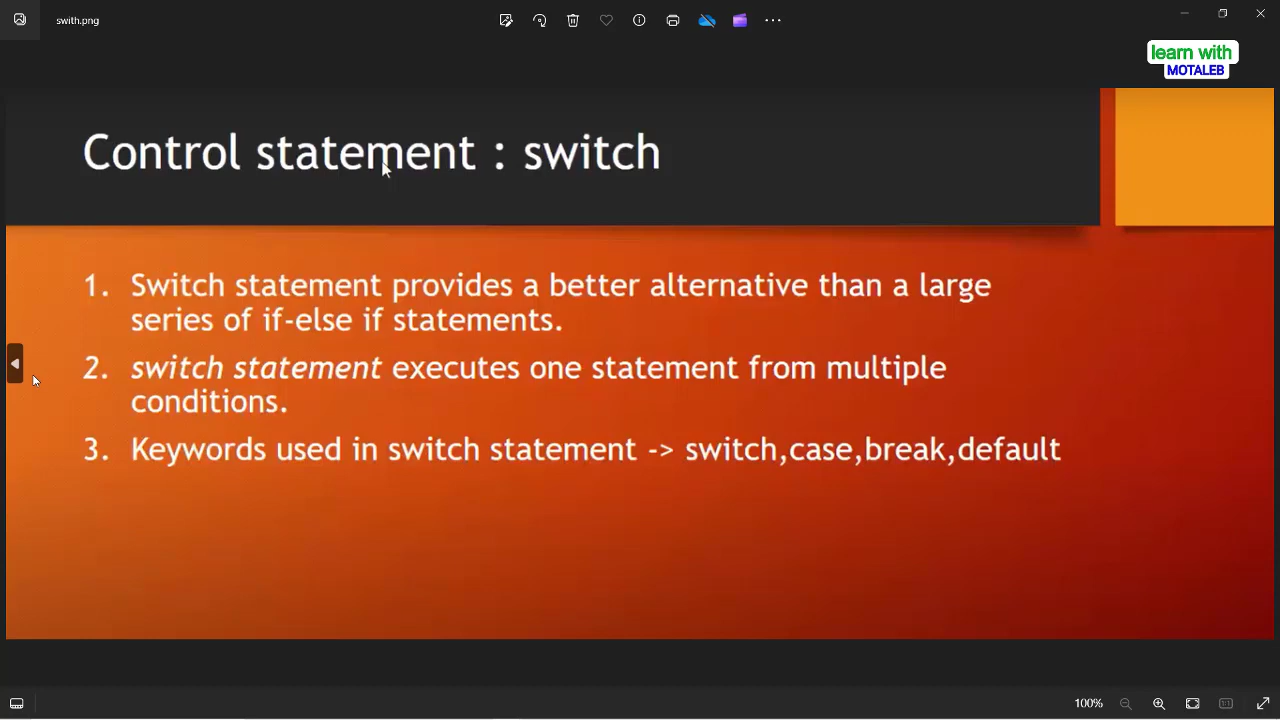 swith.png
learn with
MOTALEB
Control statement : switch
1. Switch statement provides a better alternative than a large
series of if-else if statements.
2. switch statement executes one statement from multiple
conditions.
3. Keywords used in switch statement -> switch,case,break,default
100%